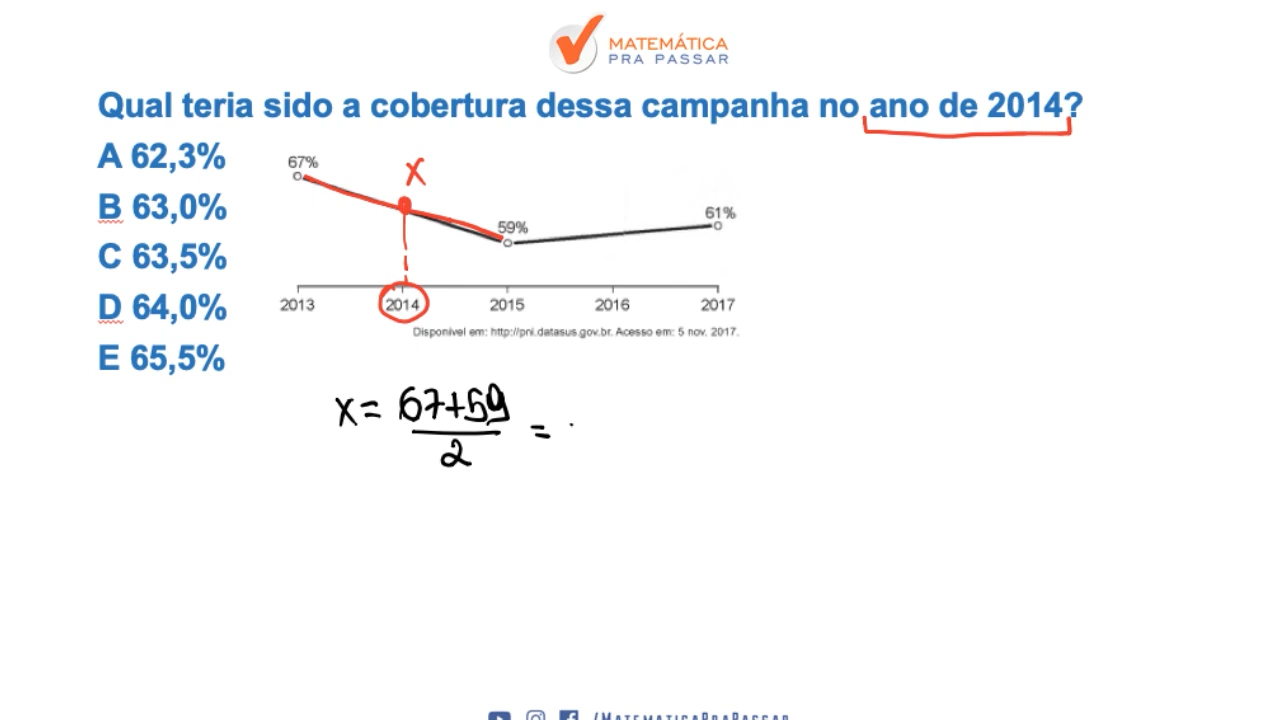 MATEMÁTICA
PRA PASSAR
Qual teria sido a cobertura dessa campanha no ano de 2014?
A 62,3%
B 63,0%
C 63,5%
D 64,0%
E 65,5%
67%
X
59%
61%
2013 2014 2015 2016 2017
Disponível em: http://pni.datasus.gov.br. Acesso em: 5 nov. 2017.
x = 67+59
2
=
/MATEMATICAPRAPASSAR